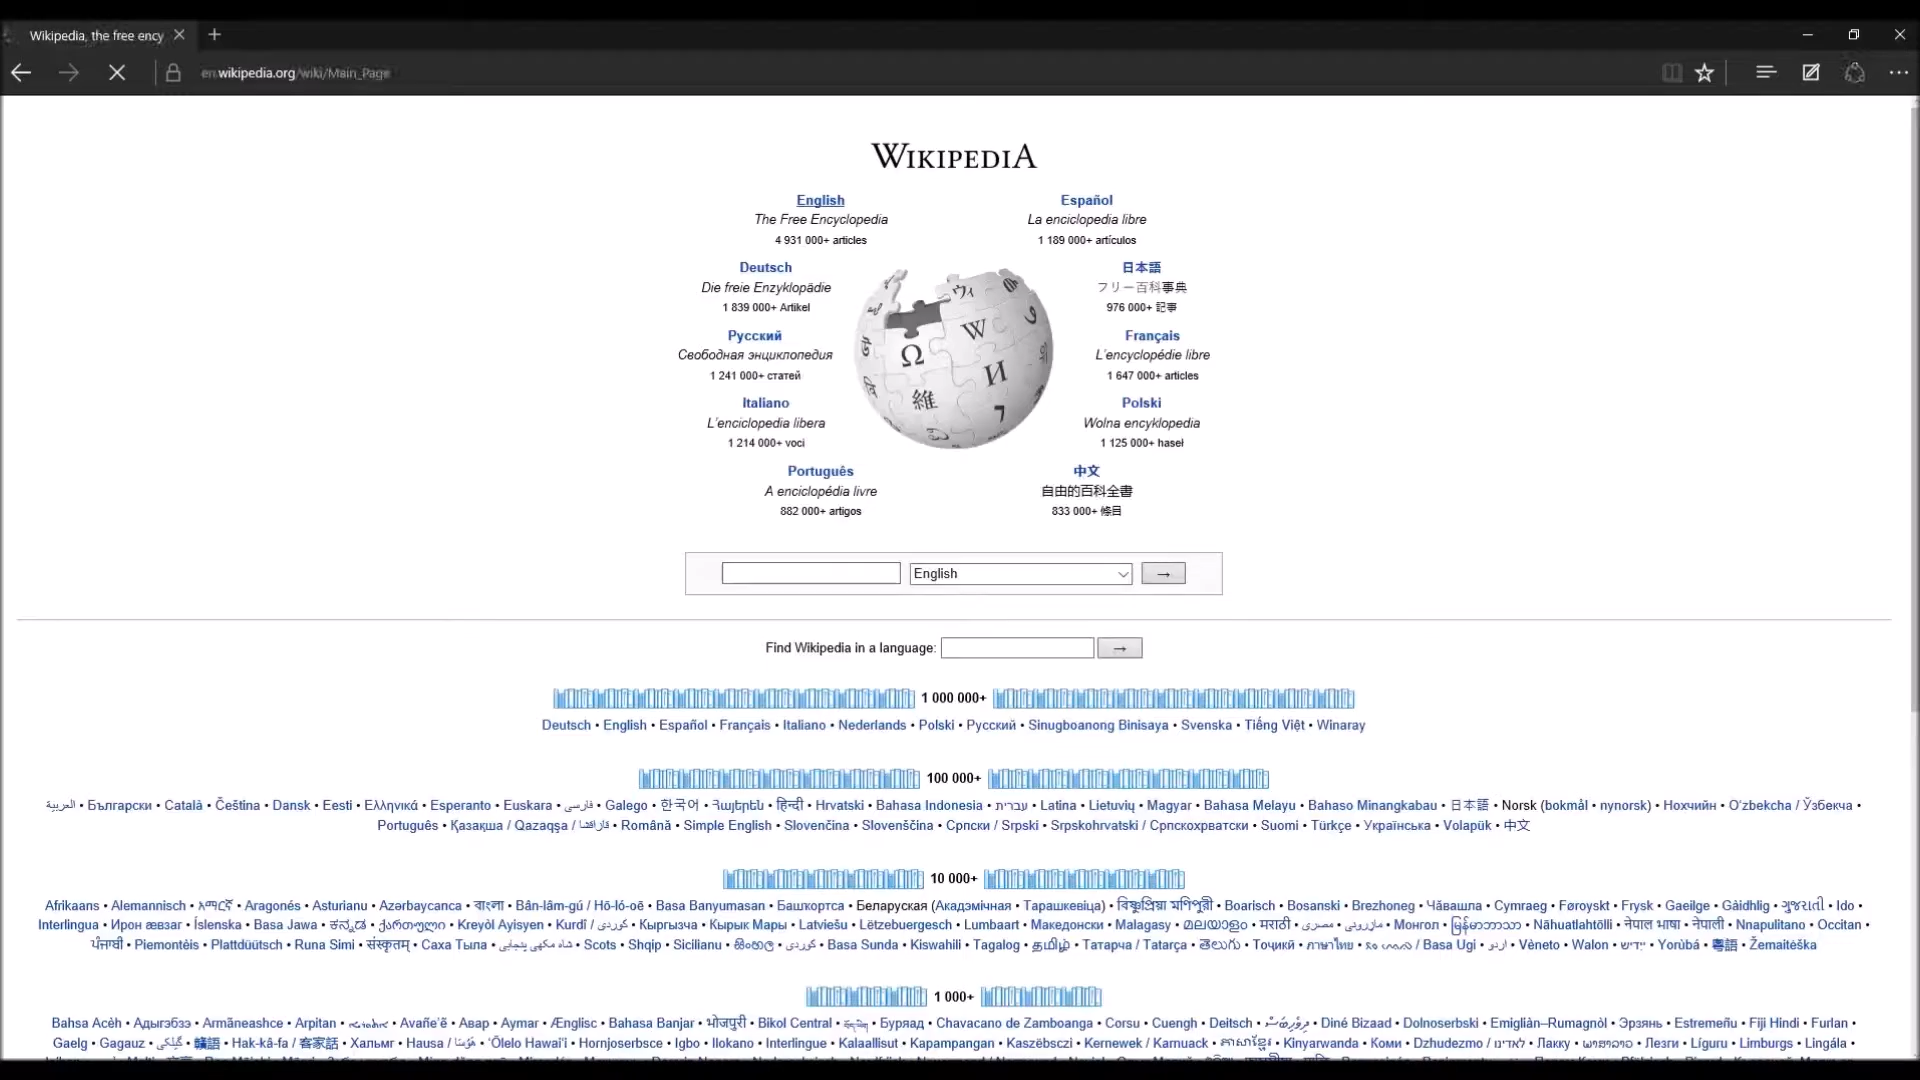 Wikipedia, the free ency
en.wikipedia.org/wiki/Main_Page
WIKIPEDIA
English
The Free Encyclopedia
4 931 000+ articles
Español
La enciclopedia libre
1 189 000+ artículos
Deutsch
Die freie Enzyklopädie
1 839 000+ Artikel
日本語
フリー百科事典
976 000+ 記事
Русский
Свободная энциклопедия
1 241 000+ статей
Français
L'encyclopédie libre
1 647 000+ articles
Italiano
L'enciclopedia libera
1 214 000+ voci
Polski
Wolna encyklopedia
1 125 000+ haseł
Português
A enciclopédia livre
882 000+ artigos
中文
自由的百科全書
833 000+ 條目
English
→
Find Wikipedia in a language: →
1 000 000+
Deutsch • English • Español • Français • Italiano • Nederlands • Polski • Русский • Sinugboanong Binisaya • Svenska • Tiếng Việt • Winaray
100 000+
العربية • Български • Català • Čeština • Dansk • Eesti • Ελληνικά • Esperanto • Euskara • فارسی • Galego • 한국어 • Հայերեն • हिन्दी • Hrvatski • Bahasa Indonesia • עברית • Latina • Lietuvių • Magyar • Bahasa Melayu • Bahaso Minangkabau • 日本語 • Norsk (bokmål • nynorsk) • Нохчийн • Oʻzbekcha / Ўзбекча •
Português • Қазақша / Qazaqşa / قازاقشا • Română • Simple English • Slovenčina • Slovenščina • Српски / Srpski • Srpskohrvatski / Српскохрватски • Suomi • Türkçe • Українська • Volapük • 中文
10 000+
Afrikaans • Alemannisch • አማርኛ • Aragonés • Asturianu • Azərbaycanca • বাংলা • Bân-lâm-gú / Hō-ló-oē • Basa Banyumasan • Башҡортса • Беларуская (Акадэмічная • Тарашкевіца) • বিষ্ণুপ্রিয়া মণিপুরী • Boarisch • Bosanski • Brezhoneg • Чӑвашла • Cymraeg • Føroyskt • Frysk • Gaeilge • Gàidhlig • ગુજરાતી • Ido •
Interlingua • Ирон æвзаг • Íslenska • Basa Jawa • ಕನ್ನಡ • ქართული • Kreyòl Ayisyen • Kurdî / كوردی • Кыргызча • Кырык Мары • Latviešu • Lëtzebuergesch • Lumbaart • Македонски • Malagasy • മലയാളം • मराठी • مصرى • مازِرونی • Монгол • မြန်မာဘာသာ • Nāhuatlahtōlli • नेपाल भाषा • नेपाली • Nnapulitano • Occitan •
ਪੰਜਾਬੀ • Piemontèis • Plattdüütsch • Runa Simi • संस्कृतम् • Саха Тыла • شاہ مکھی پنجابی • Scots • Shqip • Sicilianu • සිංහල • کوردی • Basa Sunda • Kiswahili • Tagalog • தமிழ் • Татарча / Tatarça • తెలుగు • Тоҷикӣ • ภาษาไทย • / Basa Ugi • اردو • Vèneto • Walon • ייִדיש • Yorùbá • 粵語 • Žemaitėška
1 000+
Bahsa Acèh • Адыгэбзэ • Armãneashce • Arpitan • • Avañe'ẽ • Авар • Aymar • Ænglisc • Bahasa Banjar • भोजपुरी • Bikol Central • • Буряад • Chavacano de Zamboanga • Corsu • Cuengh • Deitsch • ދިވެހިބަސް • Diné Bizaad • Dolnoserbski • Emigliàn–Rumagnòl • Эрзянь • Estremeñu • Fiji Hindi • Furlan •
Gaelg • Gagauz • گیلکی • 贛語 • Hak-kâ-fa / 客家話 • Хальмг • Hausa / هَوُسَا • ʻŌlelo Hawaiʻi • Hornjoserbsce • Igbo • Ilokano • Interlingue • Kalaallisut • Kapampangan • Kaszëbsczi • Kernewek / Karnuack • ភាសាខ្មែរ • Kinyarwanda • Коми • Dzhudezmo / לאדינו • Лакку • ພາສາລາວ • Лезги • Líguru • Limburgs • Lingála •